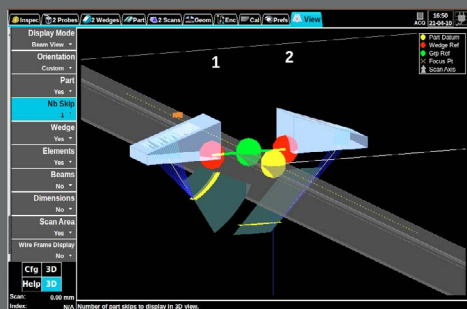 Inspec 2 Probes 2 Wedges Part 2 Scans Geom Enc Cal Prefs View
ACQ 16:50 21-04-10
Display Mode
Beam View
Orientation
Custom
Part
Yes
Nb Skip
1
Wedge
Yes
Elements
Yes
Beams
No
Dimensions
No
Scan Area
Yes
Wire Frame Display
No
Cfg 3D
Help 3D
Scan: 0.00 mm
Index: N/A Number of part skips to display in 3D view.
1 2
Part Datum
Wedge Ref
Grp Ref
Focus Pt
Scan Axis